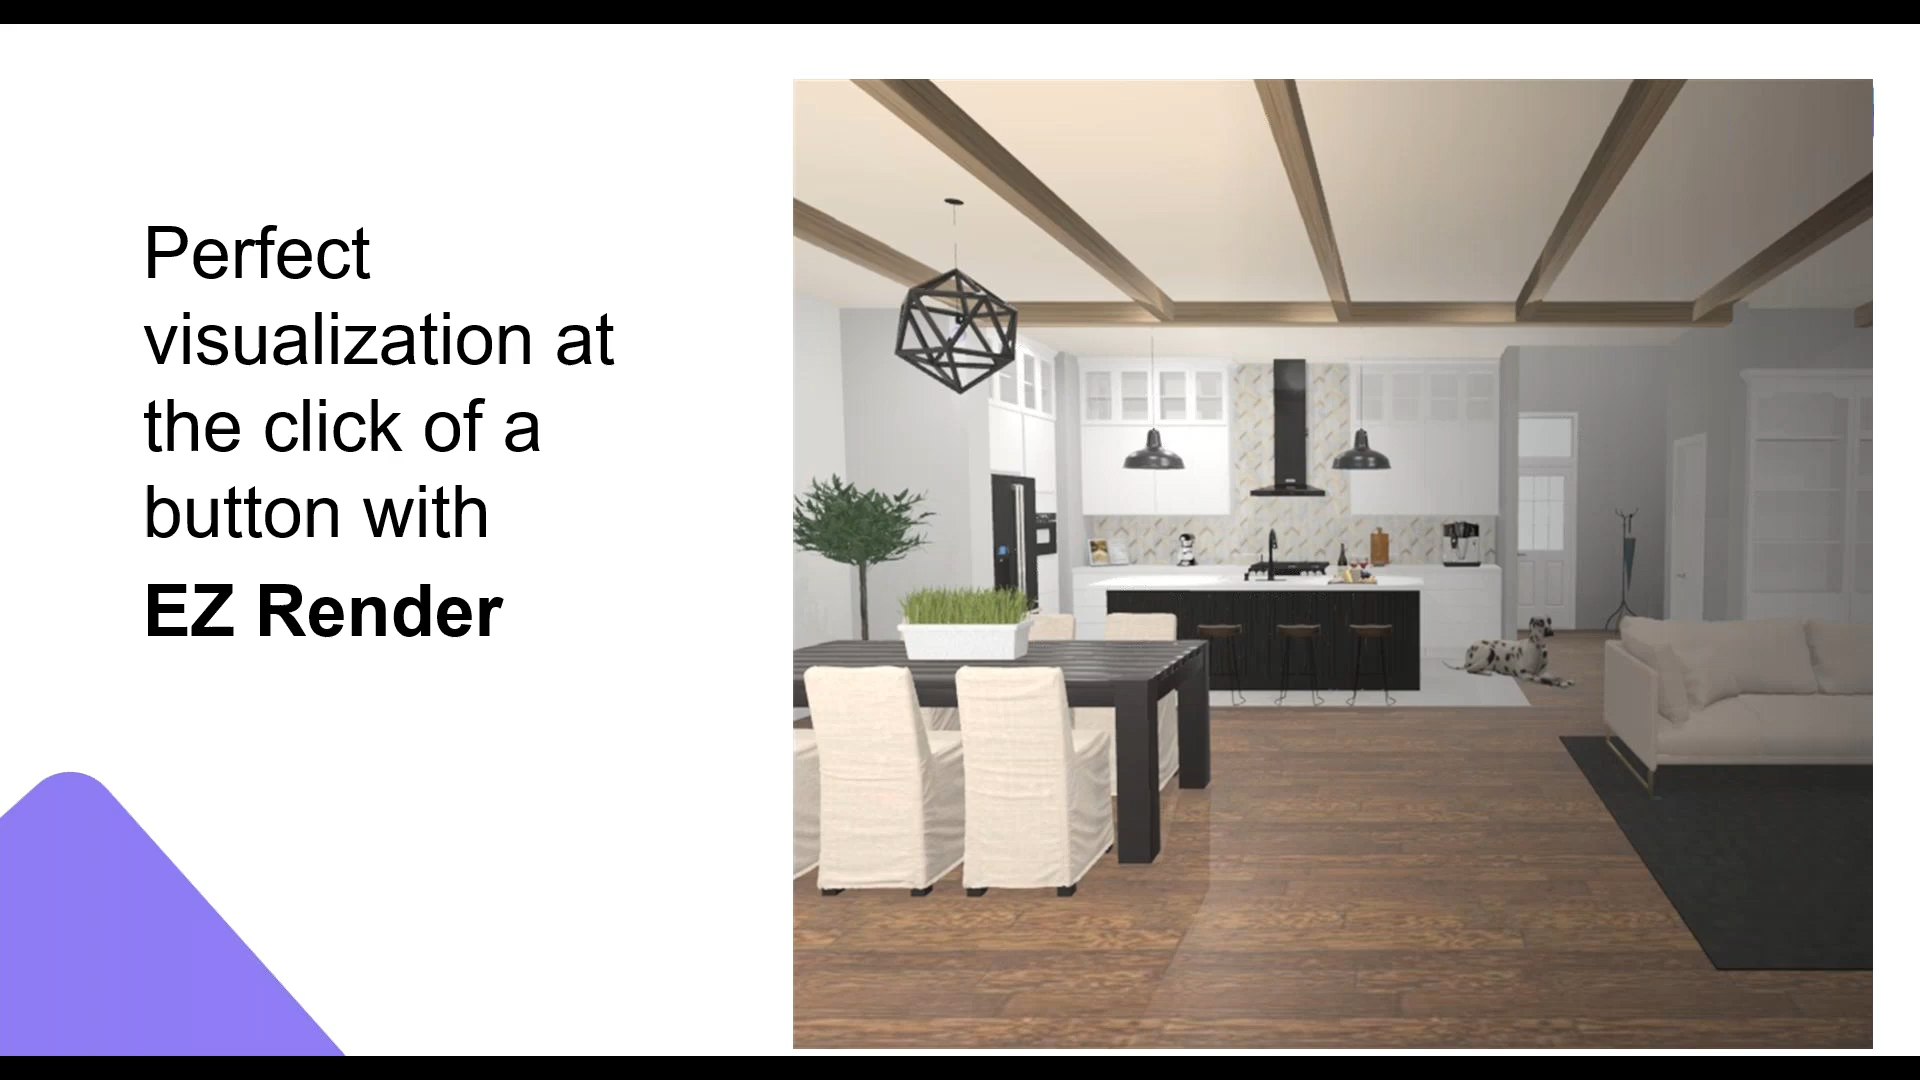 Perfect
visualization at
the click of a
button with
EZ Render